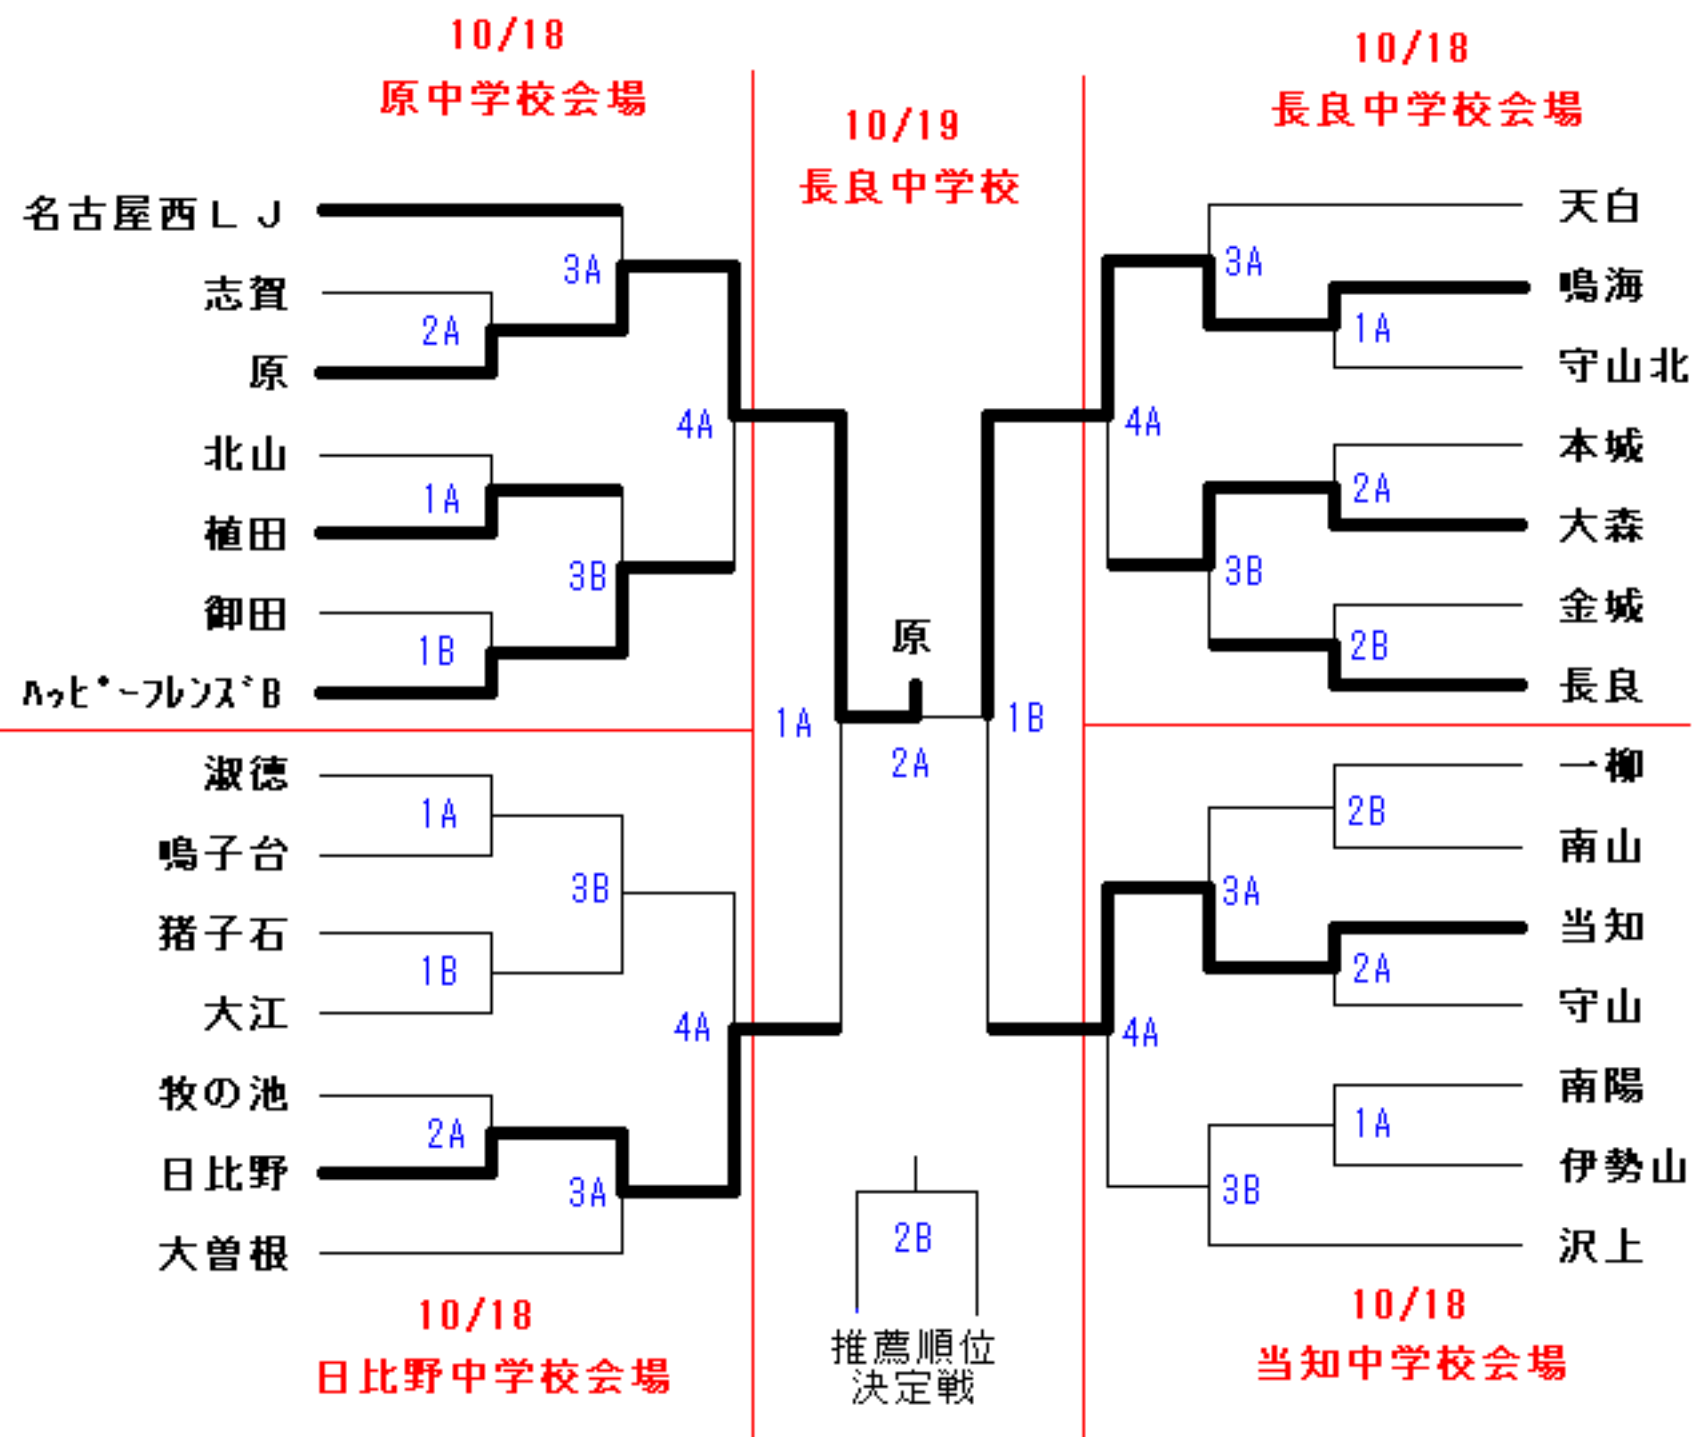 10/18
原中学校会場
名古屋西ＬＪ
志賀
原
北山
植田
御田
ﾊｯﾋﾟｰﾌﾚﾝｽﾞB
3A
2A
4A
1A
3B
1B
淑徳
鳴子台
猪子石
大江
牧の池
日比野
大曽根
1A
3B
1B
4A
2A
3A
10/18
日比野中学校会場
10/19
長良中学校
原
1A
1B
2A
2B
推薦順位
決定戦
10/18
長良中学校会場
天白
鳴海
守山北
本城
大森
金城
長良
3A
1A
4A
2A
3B
2B
一柳
南山
当知
守山
南陽
伊勢山
沢上
2B
3A
2A
4A
1A
3B
10/18
当知中学校会場